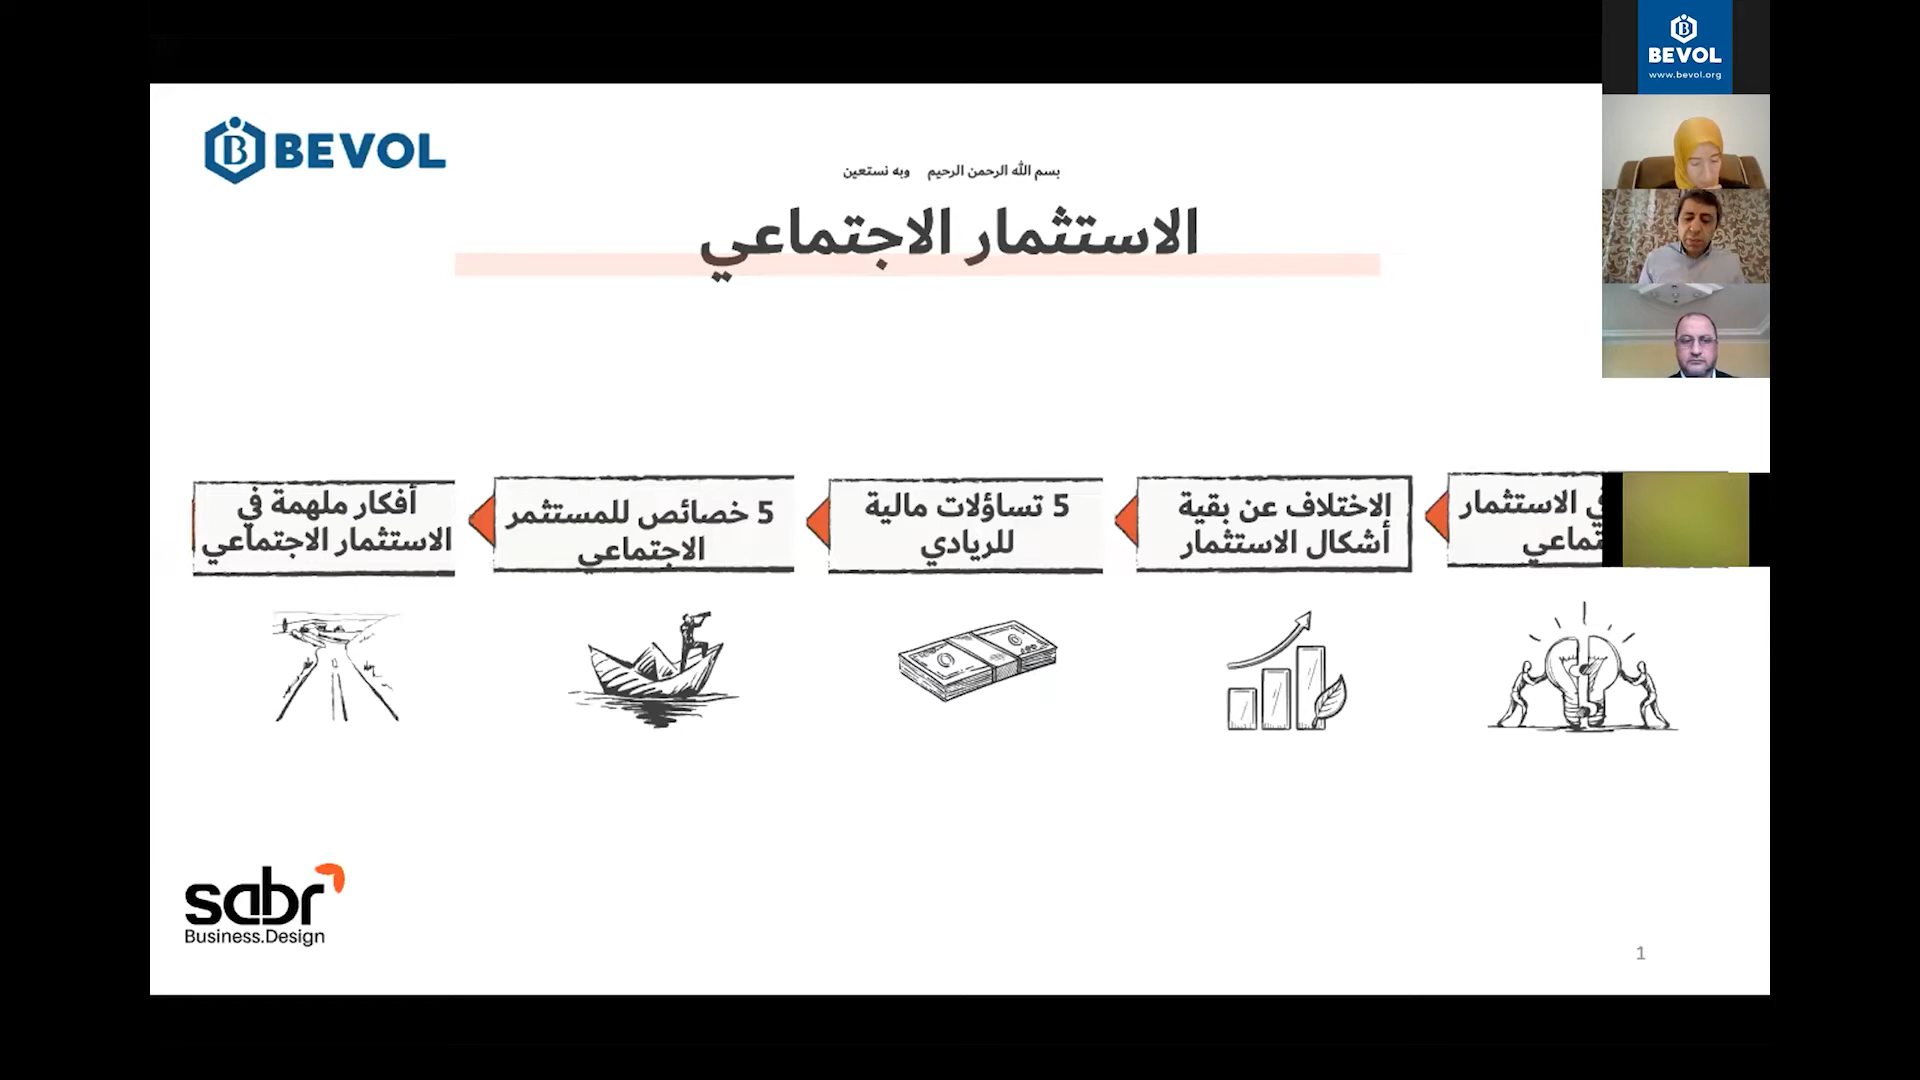 BEVOL
www.bevol.org
BEVOL
بسم الله الرحمن الرحيم وبه نستعين
الاستثمار الاجتماعي
الاستثمار
الاختلاف عن بقية
أشكال الاستثمار
5 تساؤلات مالية
للريادي
5 خصائص للمستثمر
الاجتماعي
أفكار ملهمة في
الاستثمار الاجتماعي
sabr
Business.Design
1